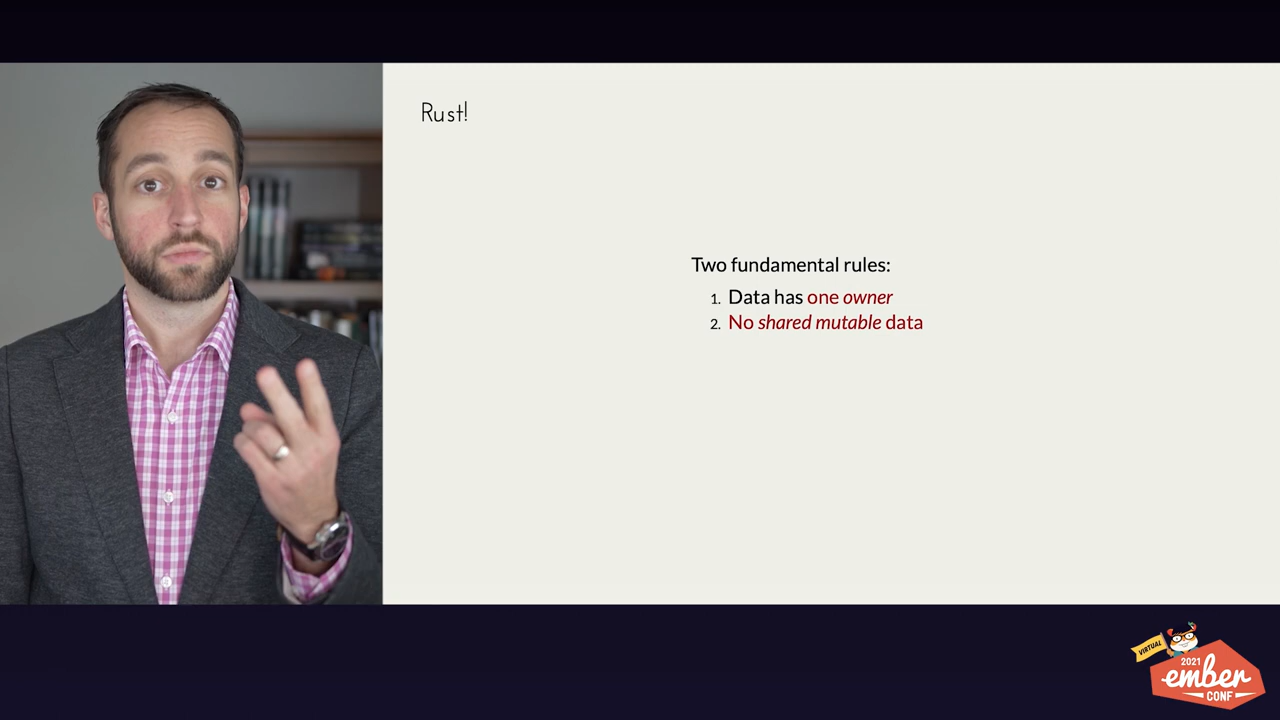 Rust!
Two fundamental rules:
1. Data has one owner
2. No shared mutable data
VIRTUAL
2021
ember
CONF